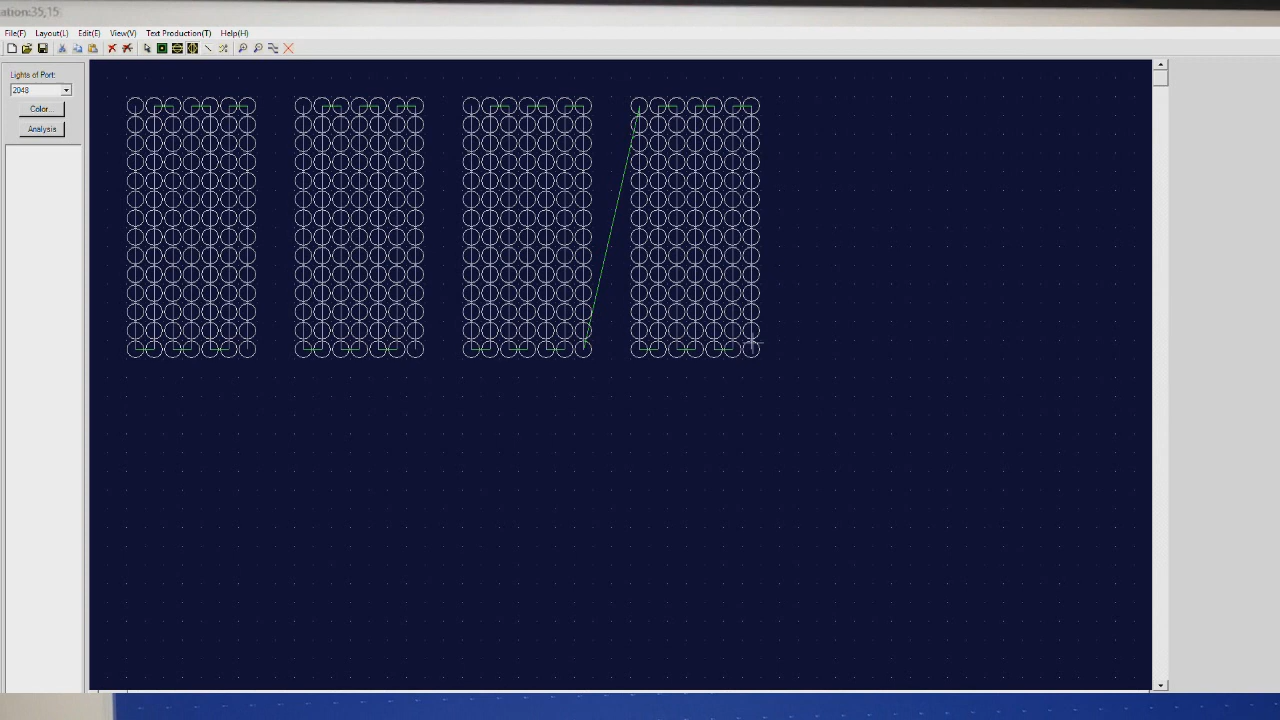 ation:35,15
File(F) Layout(L) Edit(E) View(V) Text Production(T) Help(H)
Lights of Port:
2048
Color...
Analysis